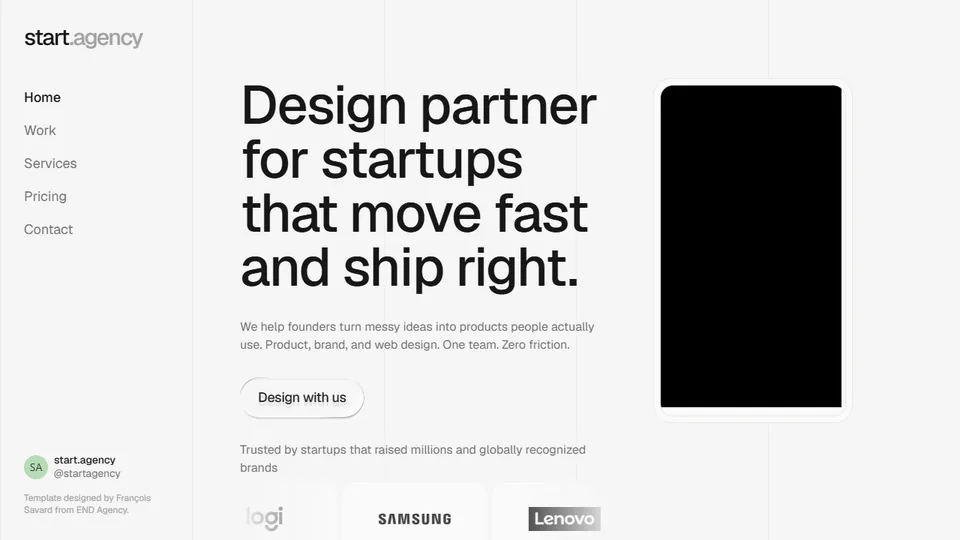 start.agency
Home
Work
Services
Pricing
Contact
Design partner
for startups
that move fast
and ship right.
We help founders turn messy ideas into products people actually
use. Product, brand, and web design. One team. Zero friction.
Design with us
Trusted by startups that raised millions and globally recognized
brands
logi
SAMSUNG
Lenovo
SA
start.agency
@startagency
Template designed by François
Savard from END Agency.